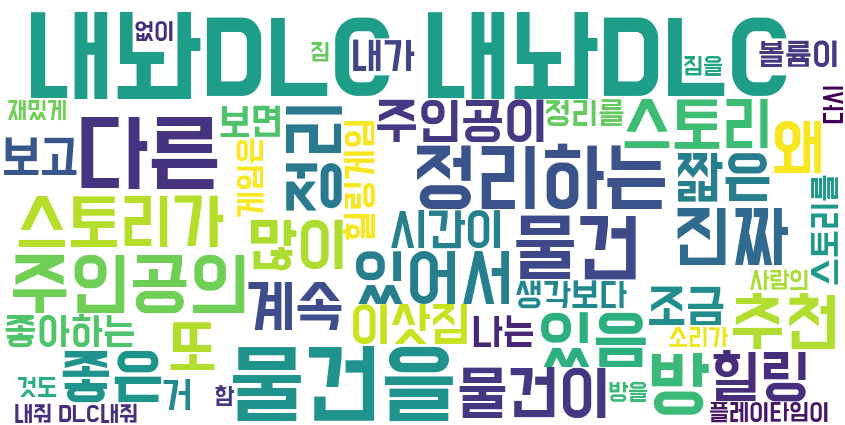 내놔DLC 내놔DLC
없이
짐
내가
짐을
볼륨이
재밌게
보고
다른
보면
정리
힐링게임
게임은
주인공이
정리를
스토리
왜
다시
정리하는
짧은
스토리가
많이
시간이
물건
진짜
스토리를
주인공의
계속
있어서
생각보다
조금
사람의
좋아하는
또
이삿짐
나는
있음
소리가
추천
것도
좋은
거
함
물건을
물건이
방을
방
힐링
내줘 DLC내줘
플레이타임이